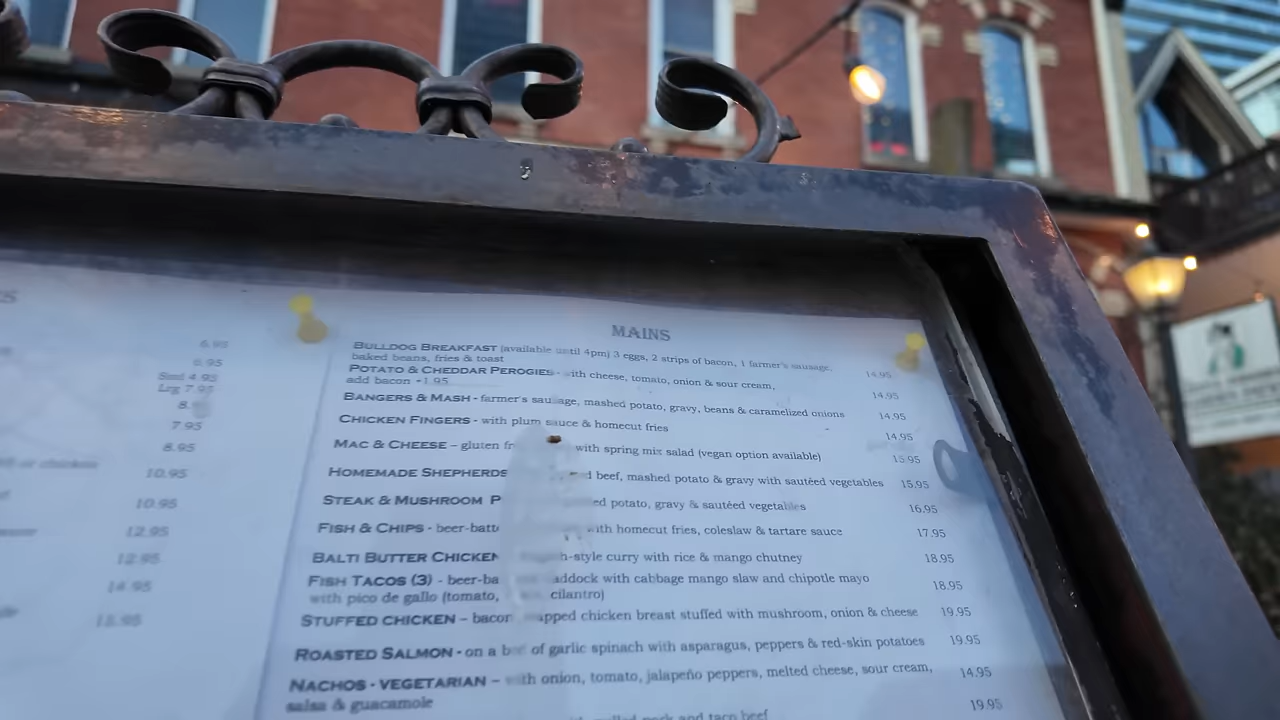 6.95
6.95
Sml 4.95
Lrg 7.95
8.
7.95
8.95
or chicken
10.95
10.95
12.95
12.95
14.95
MAINS
BULLDOG BREAKFAST (available until 4pm) 3 eggs, 2 strips of bacon, 1 farmer's sausage, 14.95
baked beans, fries & toast
POTATO & CHEDDAR PEROGIES - with cheese, tomato, onion & sour cream, 14.95
add bacon +1.95
BANGERS & MASH - farmer's sausage, mashed potato, gravy, beans & caramelized onions 14.95
CHICKEN FINGERS - with plum sauce & homecut fries 14.95
MAC & CHEESE – gluten fr with spring mix salad (vegan option available) 15.95
HOMEMADE SHEPHERDS d beef, mashed potato & gravy with sautéed vegetables 15.95
STEAK & MUSHROOM P ed potato, gravy & sautéed vegetables 16.95
FISH & CHIPS - beer-batt with homecut fries, coleslaw & tartare sauce 17.95
BALTI BUTTER CHICKEN h-style curry with rice & mango chutney 18.95
FISH TACOS (3) - beer-ba addock with cabbage mango slaw and chipotle mayo 18.95
with pico de gallo (tomato, cilantro)
STUFFED CHICKEN – bacon apped chicken breast stuffed with mushroom, onion & cheese 19.95
ROASTED SALMON - on a bed of garlic spinach with asparagus, peppers & red-skin potatoes 19.95
NACHOS - VEGETARIAN – with onion, tomato, jalapeño peppers, melted cheese, sour cream, 14.95
salsa & guacamole
pork and taco beef 19.95